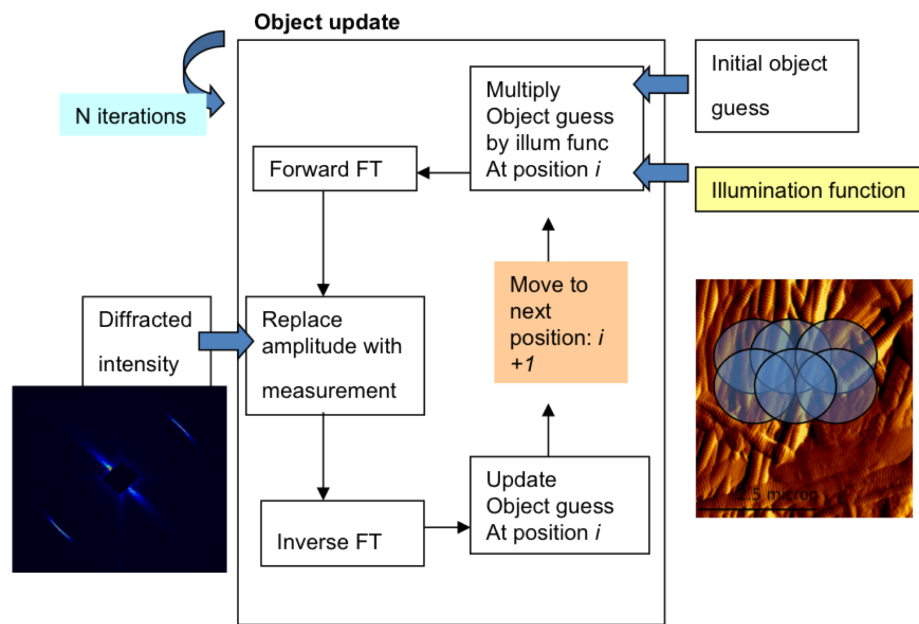 Object update
N iterations
Multiply
Object guess
by illum func
At position i
Initial object
guess
Forward FT
Illumination function
Move to
next
position: i
+1
Diffracted
intensity
Replace
amplitude with
measurement
Update
Object guess
At position i
Inverse FT